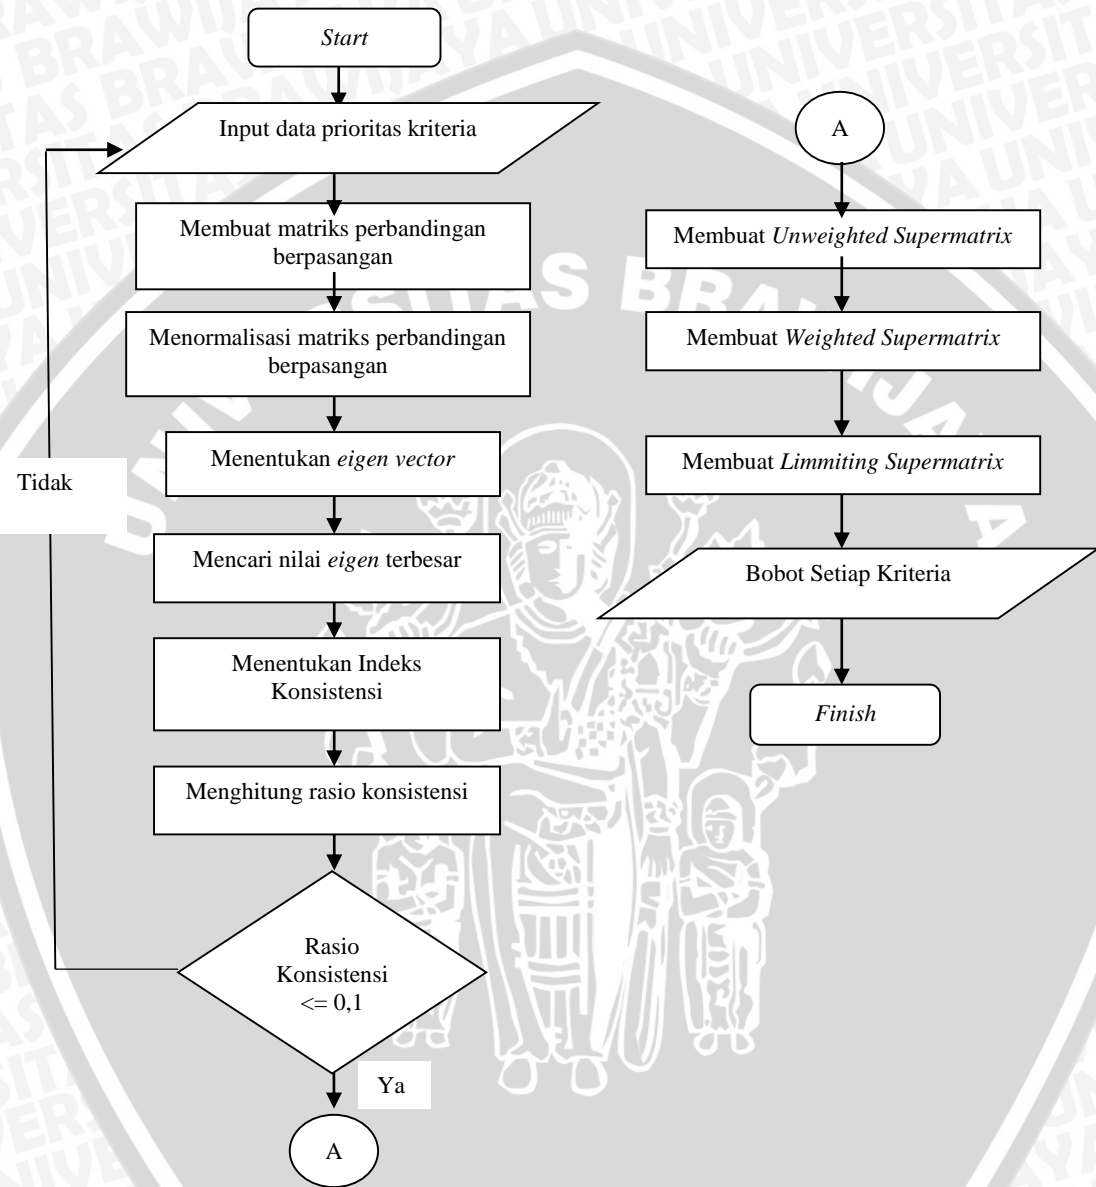 Start
Input data prioritas kriteria
Membuat matriks perbandingan
berpasangan
Menormalisasi matriks perbandingan
berpasangan
Menentukan eigen vector
Mencari nilai eigen terbesar
Menentukan Indeks
Konsistensi
Menghitung rasio konsistensi
Rasio
Konsistensi
<= 0,1
Tidak
Ya
A
A
Membuat Unweighted Supermatrix
Membuat Weighted Supermatrix
Membuat Limmiting Supermatrix
Bobot Setiap Kriteria
Finish